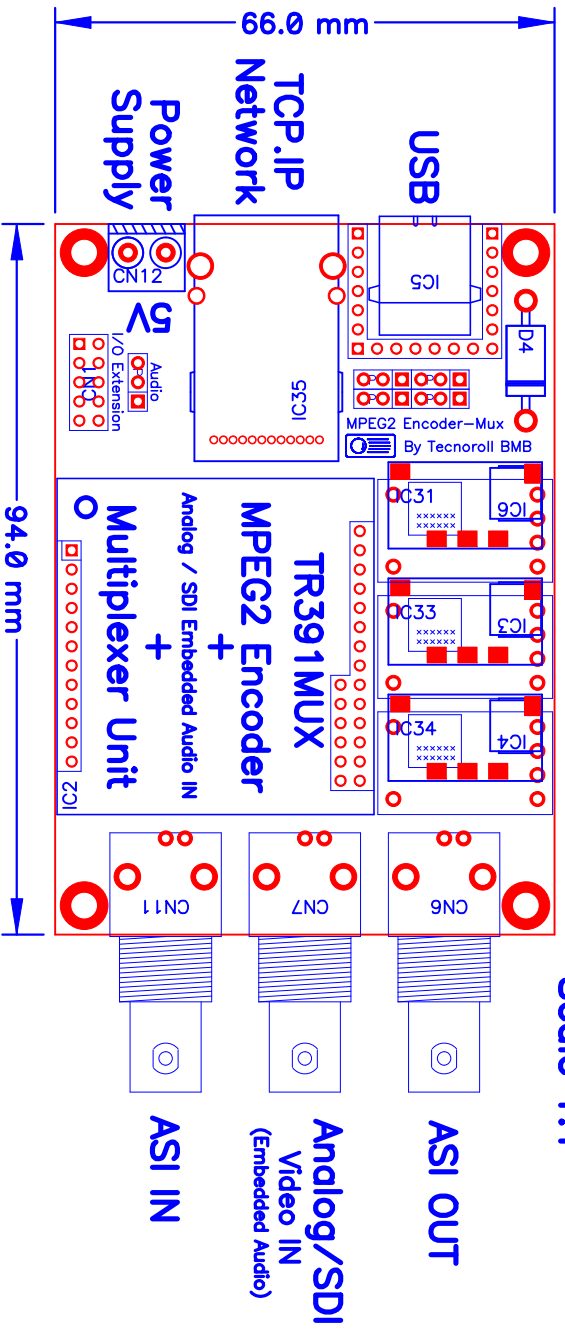 66.0 mm
TCP.IP
Network
Power
Supply
USB
CN12
5V
IC5
D4
I/O Extension
CN1
Audio
IC35
MPEG2 Encoder-Mux
By Tecnoroll BMB
IC31
IC6
IC33
IC3
IC34
IC4
TR391MUX
MPEG2 Encoder
+
Analog / SDI Embedded Audio IN
+
Multiplexer Unit
IC2
94.0 mm
CN11
CN7
CN6
ASI IN
Analog/SDI
Video IN
(Embedded Audio)
ASI OUT